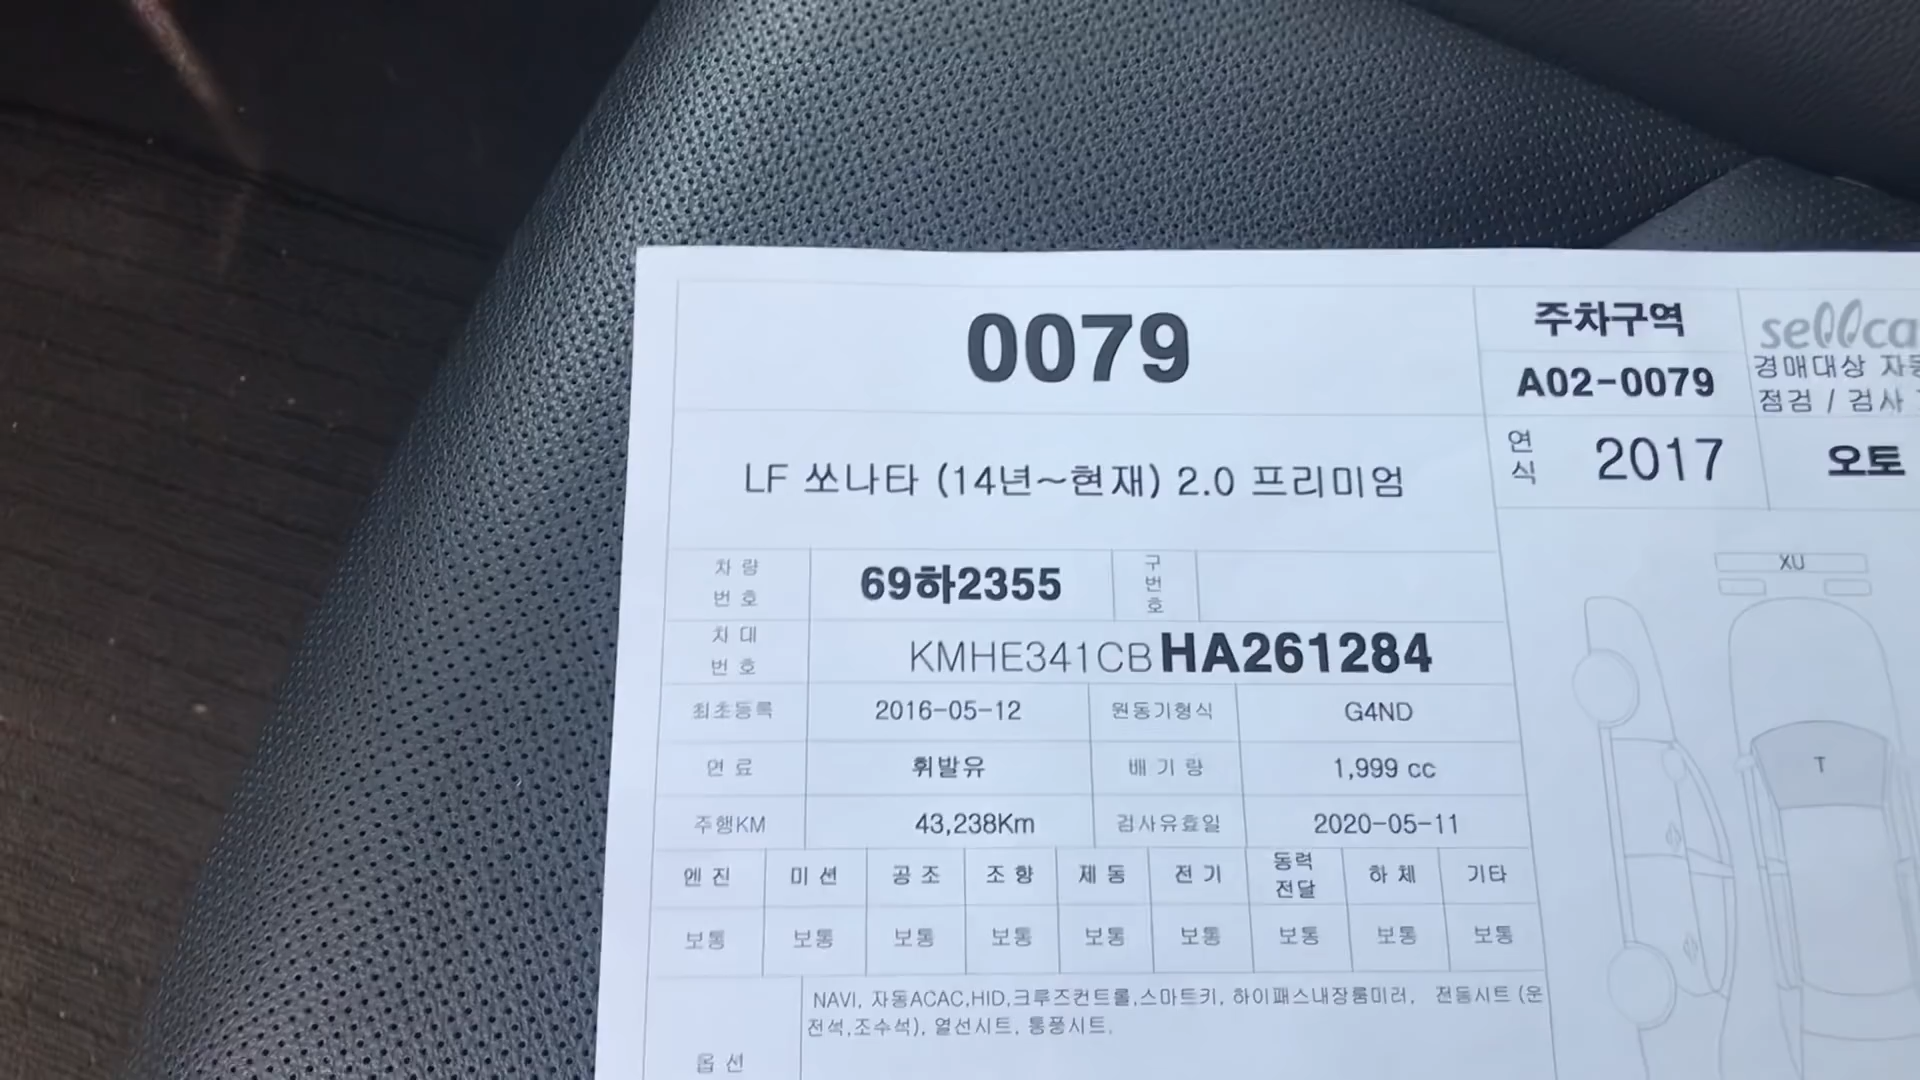 0079
주차구역
A02-0079
sellca
경매대상 자동
점검 / 검사
연식 2017
오토
LF 쏘나타 (14년~현재) 2.0 프리미엄
차량번호 69하2355 구번호
차대번호 KMHE341CBHA261284
최초등록 2016-05-12 원동기형식 G4ND
연료 휘발유 배기량 1,999 cc
주행KM 43,238Km 검사유효일 2020-05-11
엔진 미션 공조 조향 제동 전기 동력전달 하체 기타
보통 보통 보통 보통 보통 보통 보통 보통 보통
옵션
NAVI, 자동ACAC,HID,크루즈컨트롤,스마트키, 하이패스내장룸미러, 전동시트 (운
전석,조수석), 열선시트, 통풍시트,
XU
T